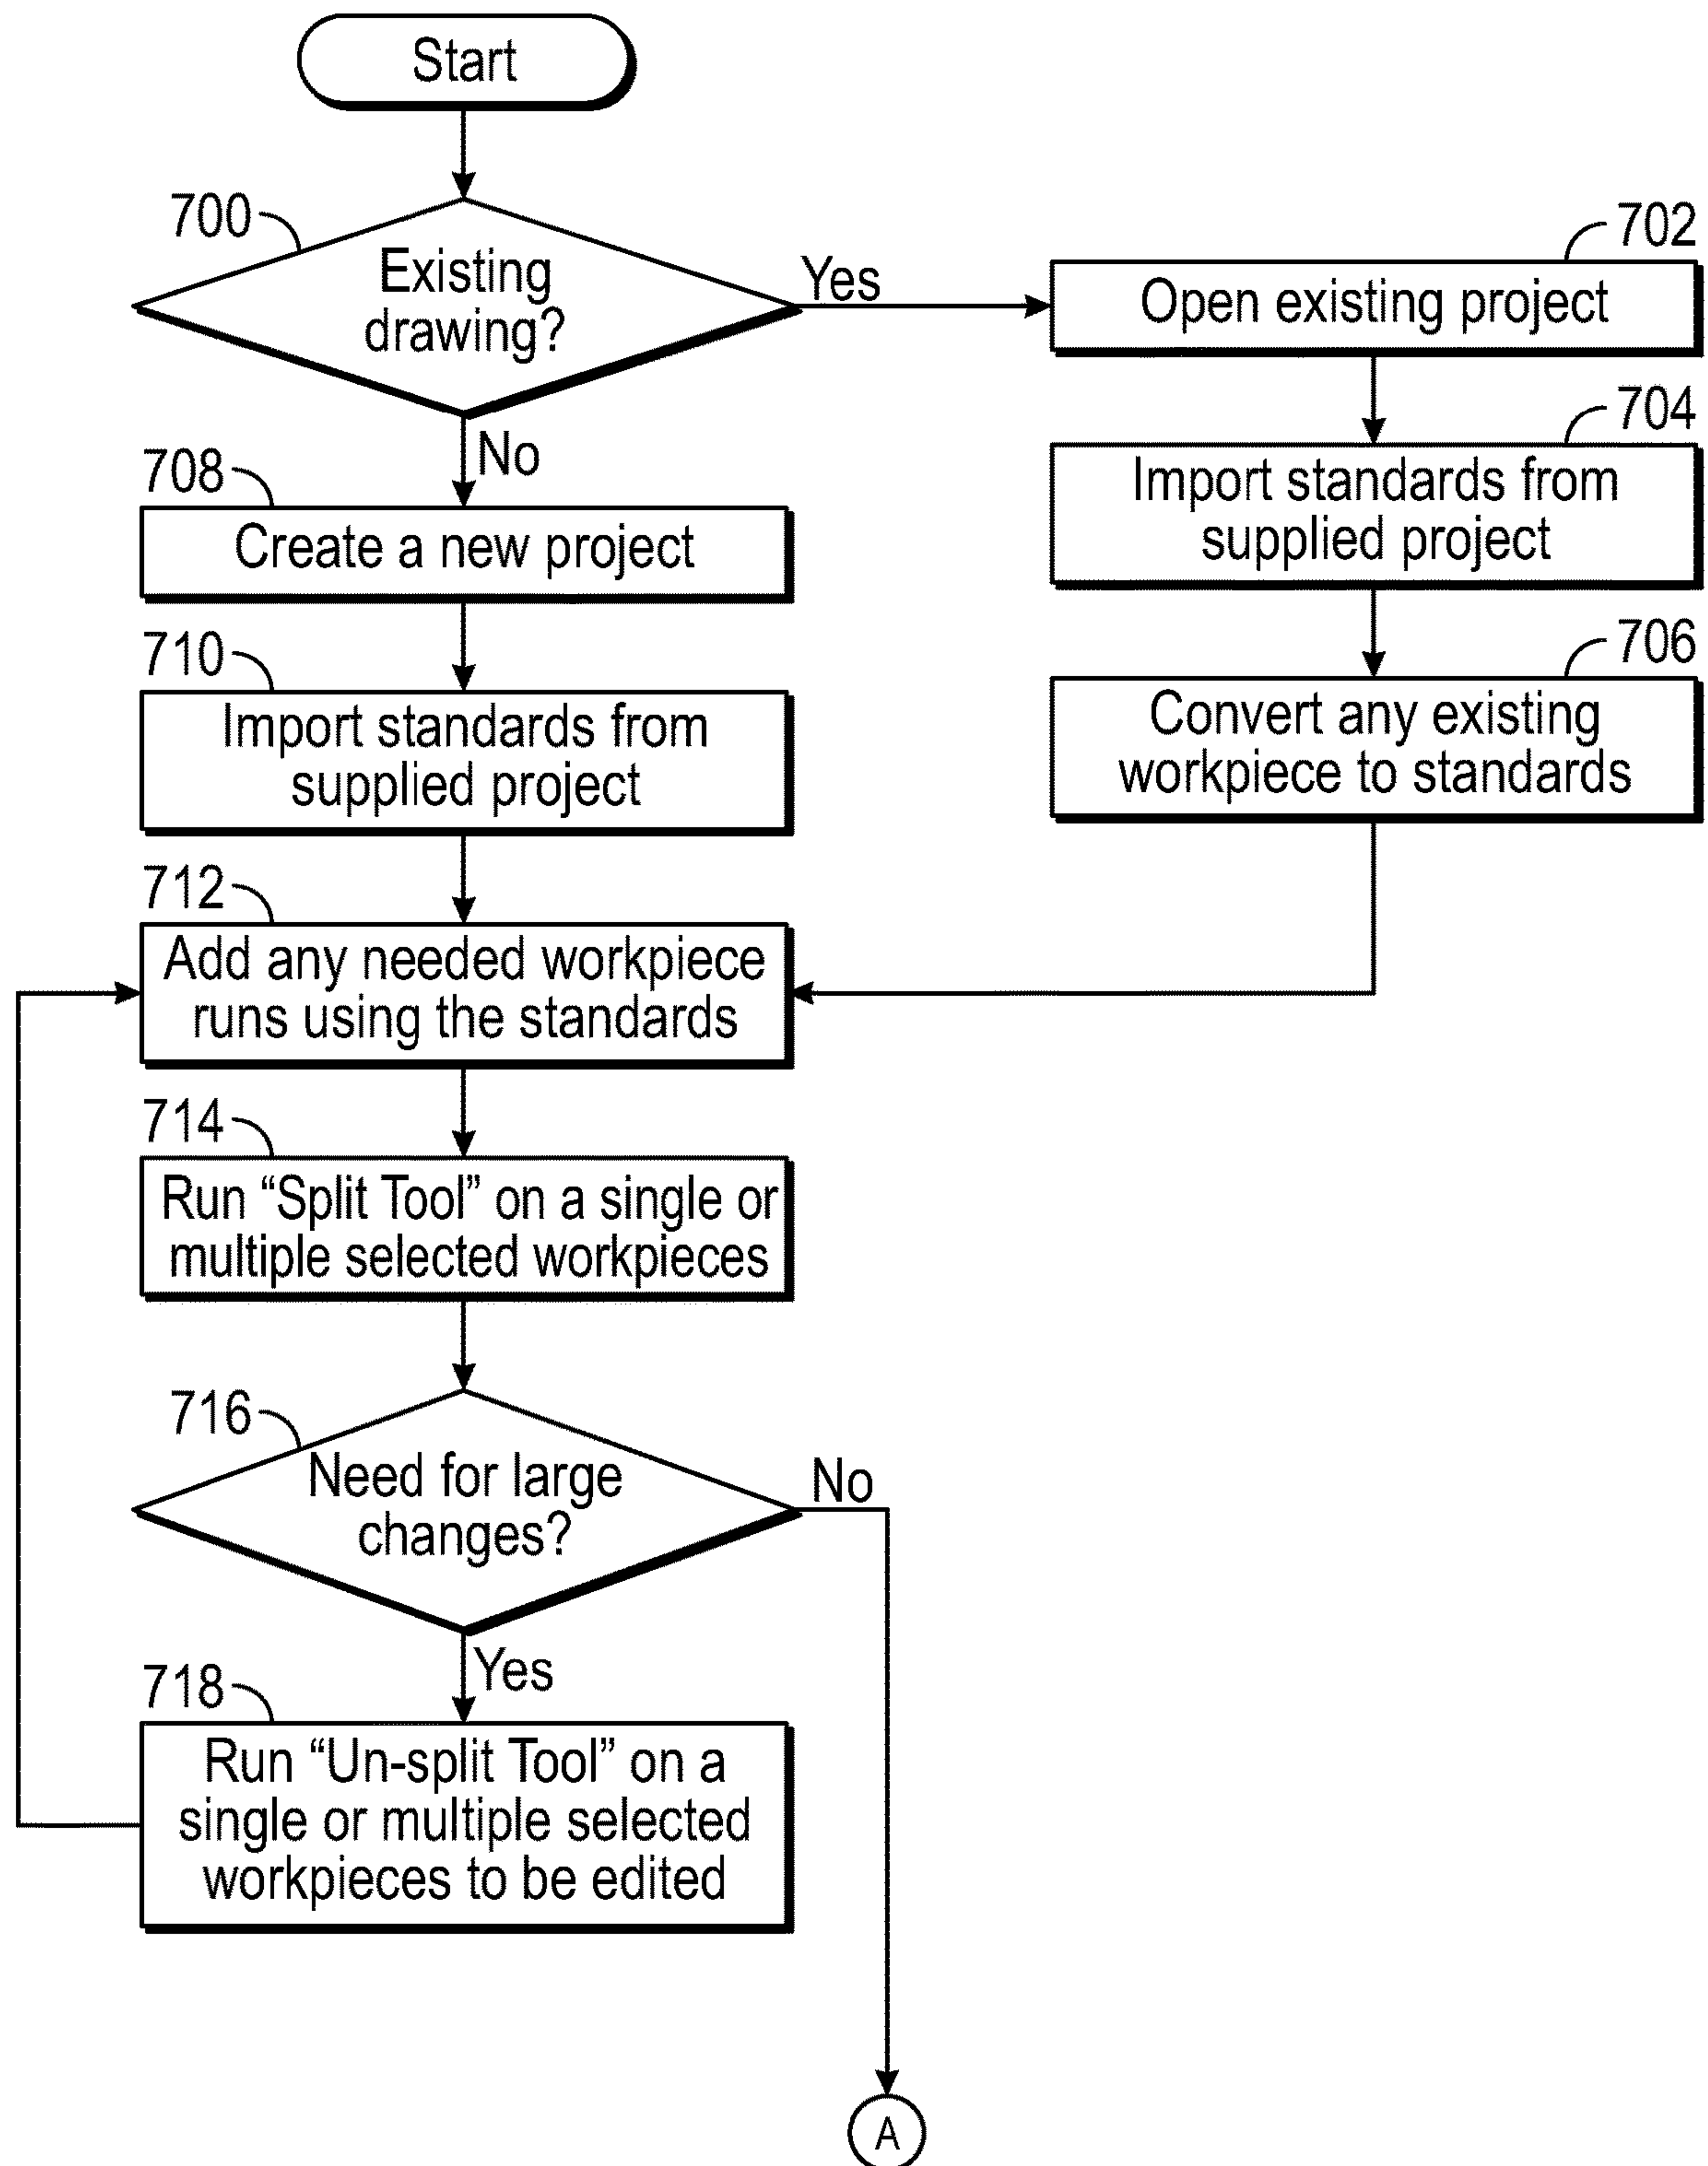 Start
700
Existing
drawing?
Yes
702
Open existing project
704
Import standards from
supplied project
706
Convert any existing
workpiece to standards
No
708
Create a new project
710
Import standards from
supplied project
712
Add any needed workpiece
runs using the standards
714
Run “Split Tool” on a single or
multiple selected workpieces
716
Need for large
changes?
No
Yes
718
Run “Un-split Tool” on a
single or multiple selected
workpieces to be edited
A